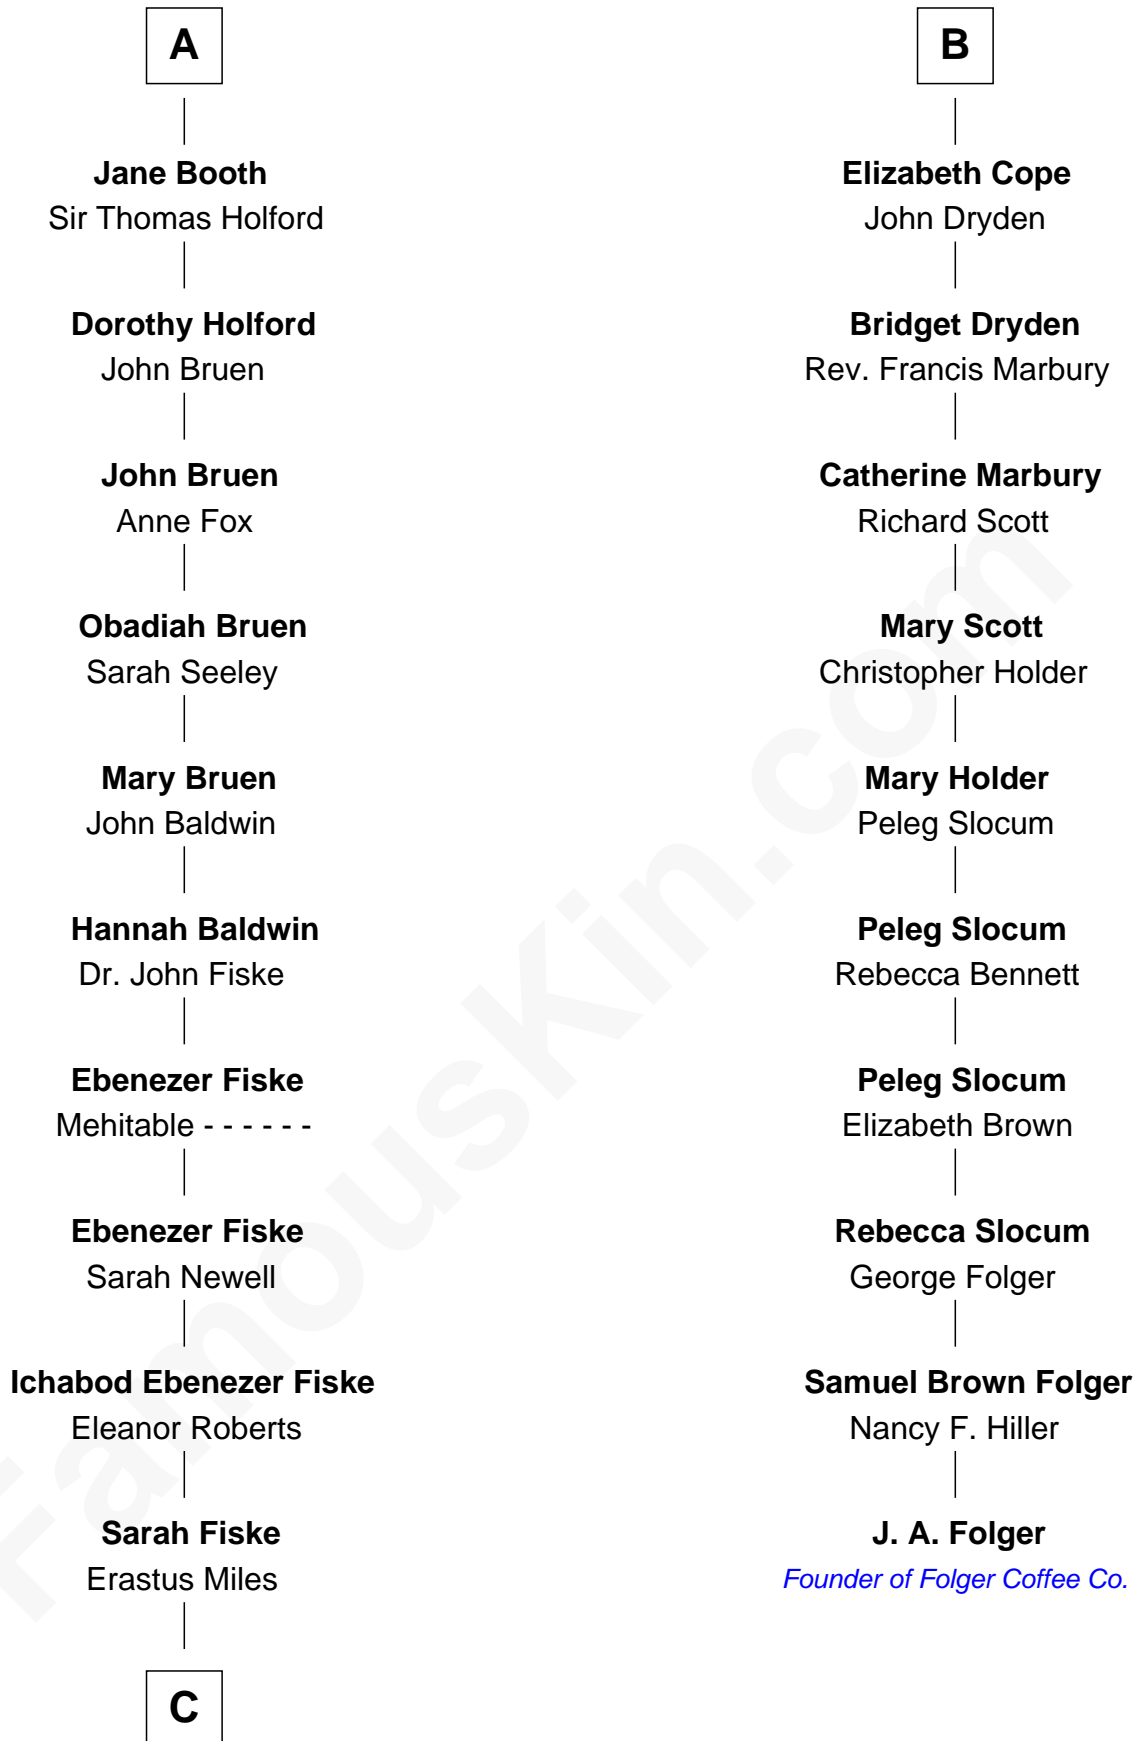 A
Jane Booth
Sir Thomas Holford
Dorothy Holford
John Bruen
John Bruen
Anne Fox
Obadiah Bruen
Sarah Seeley
Mary Bruen
John Baldwin
Hannah Baldwin
Dr. John Fiske
Ebenezer Fiske
Mehitable - - - - - -
Ebenezer Fiske
Sarah Newell
Ichabod Ebenezer Fiske
Eleanor Roberts
Sarah Fiske
Erastus Miles
C
B
Elizabeth Cope
John Dryden
Bridget Dryden
Rev. Francis Marbury
Catherine Marbury
Richard Scott
Mary Scott
Christopher Holder
Mary Holder
Peleg Slocum
Peleg Slocum
Rebecca Bennett
Peleg Slocum
Elizabeth Brown
Rebecca Slocum
George Folger
Samuel Brown Folger
Nancy F. Hiller
J. A. Folger
Founder of Folger Coffee Co.
FamousKin.com